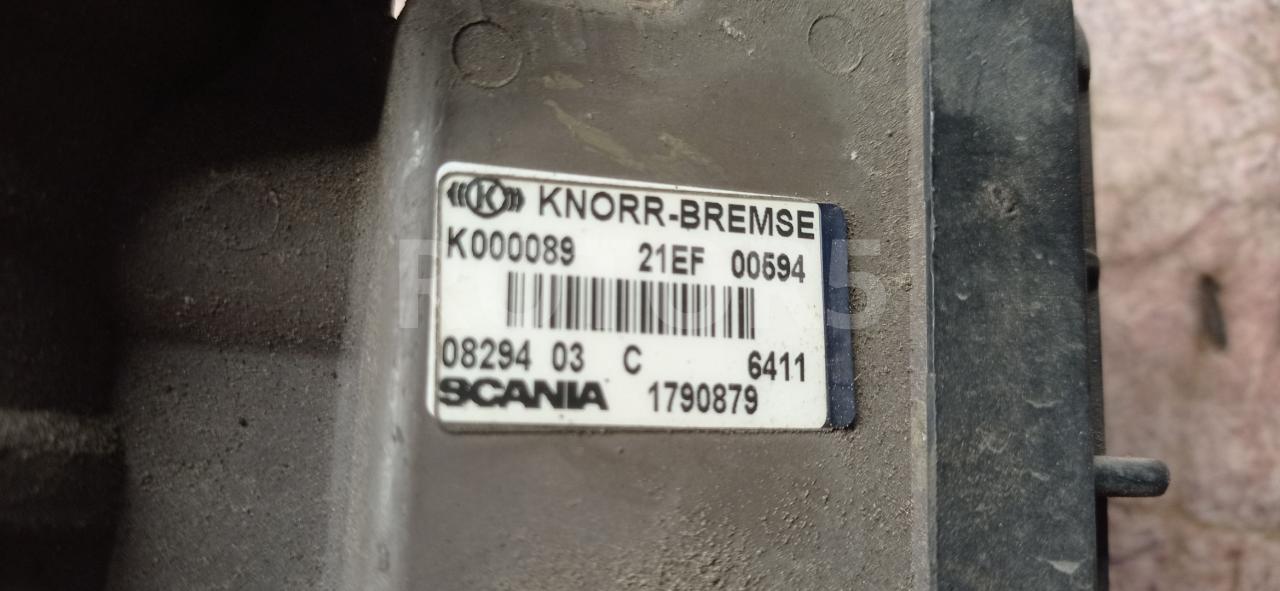 K KNORR-BREMSE
K000089 21EF 00594
08294 03 C 6411
SCANIA 1790879